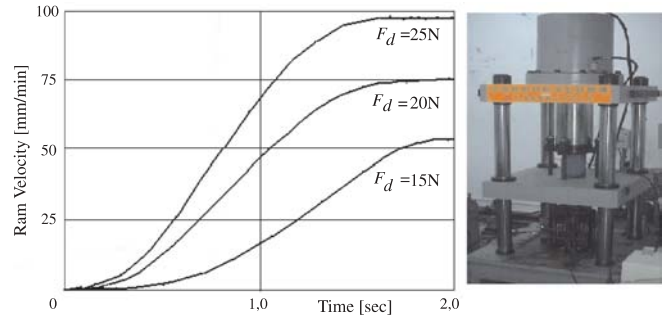 Ram Velocity [mm/min]
100
75
50
25
0
1,0
2,0
Time [sec]
F_d =25N
F_d =20N
F_d =15N